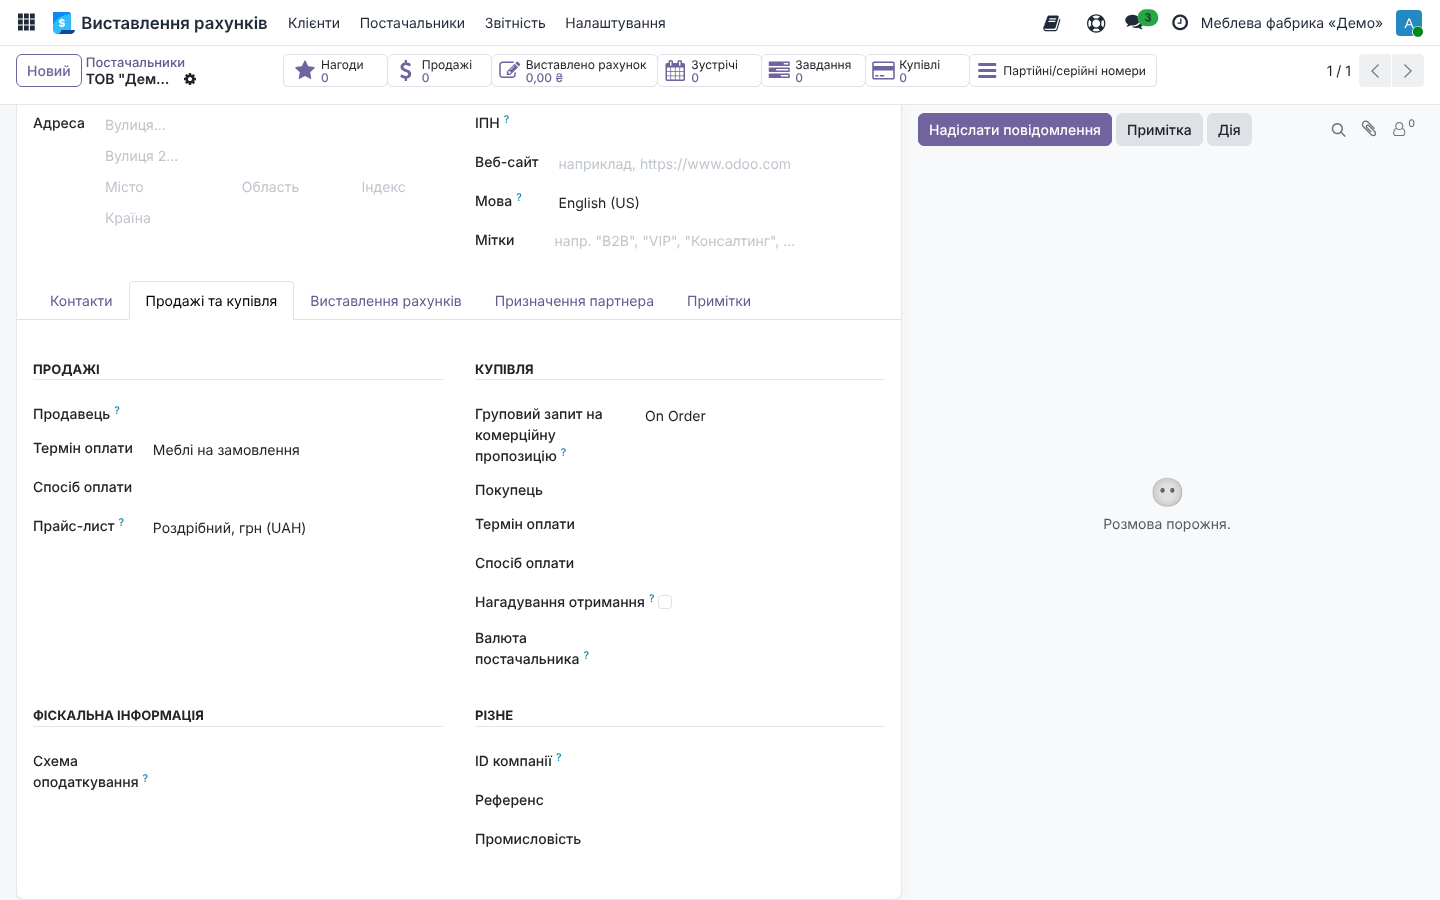 Виставлення рахунків
Клієнти
Постачальники
Звітність
Налаштування
3
Меблева фабрика «Демо»
A
Новий
Постачальники
ТОВ "Дем...
Нагоди
0
Продажі
0
Виставлено рахунок
0,00 ₴
Зустрічі
0
Завдання
0
Купівлі
0
Партійні/серійні номери
1 / 1
Адреса
Вулиця...
Вулиця 2...
Місто
Область
Індекс
Країна
ІПН ?
Веб-сайт
наприклад, https://www.odoo.com
Мова ?
English (US)
Мітки
напр. "B2B", "VIP", "Консалтинг", ...
Надіслати повідомлення
Примітка
Дія
0
Контакти
Продажі та купівля
Виставлення рахунків
Призначення партнера
Примітки
ПРОДАЖІ
Продавець ?
Термін оплати
Меблі на замовлення
Спосіб оплати
Прайс-лист ?
Роздрібний, грн (UAH)
КУПІВЛЯ
Груповий запит на
комерційну
пропозицію ?
On Order
Покупець
Термін оплати
Спосіб оплати
Нагадування отримання ?
Валюта
постачальника ?
Розмова порожня.
ФІСКАЛЬНА ІНФОРМАЦІЯ
Схема
оподаткування ?
РІЗНЕ
ID компанії ?
Референс
Промисловість